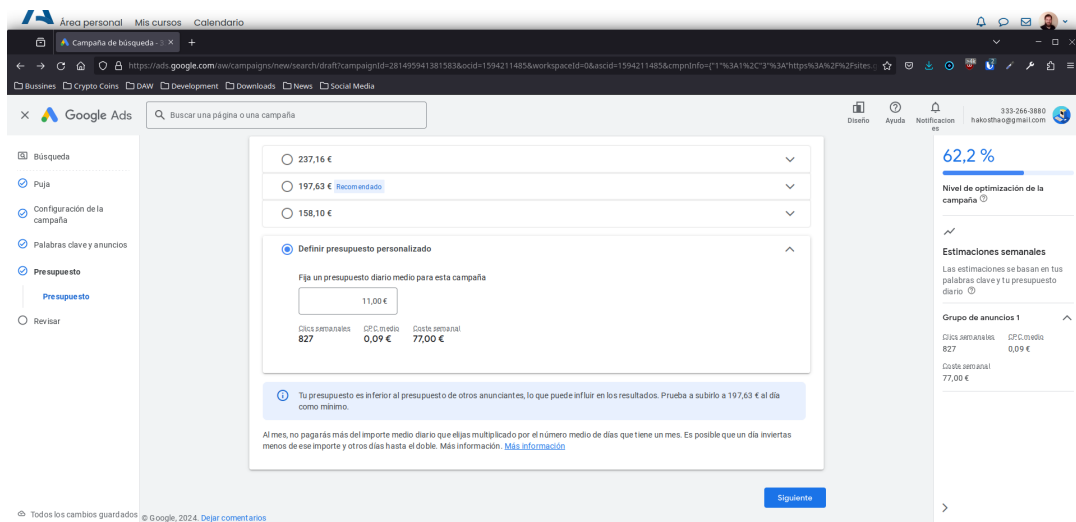 Área personal Mis cursos Calendario
Campaña de búsqueda - 3
https://ads.google.com/aw/campaigns/new/search/draft?campaignId=281495941381583&ocid=1594211485&workspaceId=0&ascid=1594211485&cmpnInfo={"1"%3A1%2C"3"%3A"https%3A%2F%2Fsites.g
Bussines Crypto Coins DAW Development Downloads News Social Media
Google Ads
Buscar una página o una campaña
Diseño
Ayuda
Notificacion
es
333-266-3880
hakosthao@gmail.com
Búsqueda
Puja
Configuración de la
campaña
Palabras clave y anuncios
Presupuesto
Presupuesto
Revisar
237,16 €
197,63 € Recomendado
158,10 €
Definir presupuesto personalizado
Fija un presupuesto diario medio para esta campaña
11,00 €
Clics semanales CPC medio Coste semanal
827 0,09 € 77,00 €
Tu presupuesto es inferior al presupuesto de otros anunciantes, lo que puede influir en los resultados. Prueba a subirlo a 197,63 € al día
como mínimo.
Al mes, no pagarás más del importe medio diario que elijas multiplicado por el número medio de días que tiene un mes. Es posible que un día inviertas
menos de ese importe y otros días hasta el doble. Más información. Más información
Siguiente
62,2 %
Nivel de optimización de la
campaña
Estimaciones semanales
Las estimaciones se basan en tus
palabras clave y tu presupuesto
diario
Grupo de anuncios 1
Clics semanales CPC medio
827 0,09 €
Coste semanal
77,00 €
Todos los cambios guardados
© Google, 2024. Dejar comentarios